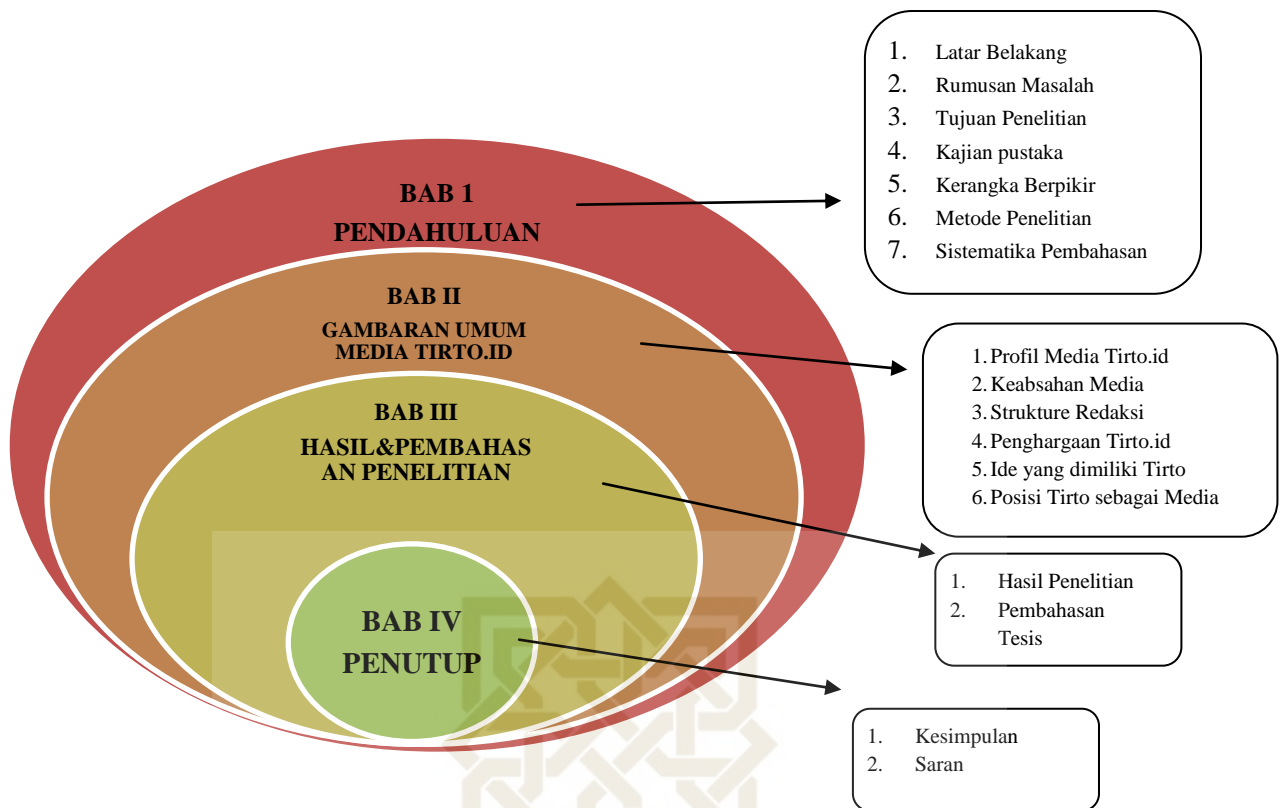 BAB 1
PENDAHULUAN
1. Latar Belakang
2. Rumusan Masalah
3. Tujuan Penelitian
4. Kajian pustaka
5. Kerangka Berpikir
6. Metode Penelitian
7. Sistematika Pembahasan
BAB II
GAMBARAN UMUM
MEDIA TIRTO.ID
1. Profil Media Tirto.id
2. Keabsahan Media
3. Strukture Redaksi
4. Penghargaan Tirto.id
5. Ide yang dimiliki Tirto
6. Posisi Tirto sebagai Media
BAB III
HASIL&PEMBAHAS
AN PENELITIAN
1. Hasil Penelitian
2. Pembahasan
Tesis
BAB IV
PENUTUP
1. Kesimpulan
2. Saran